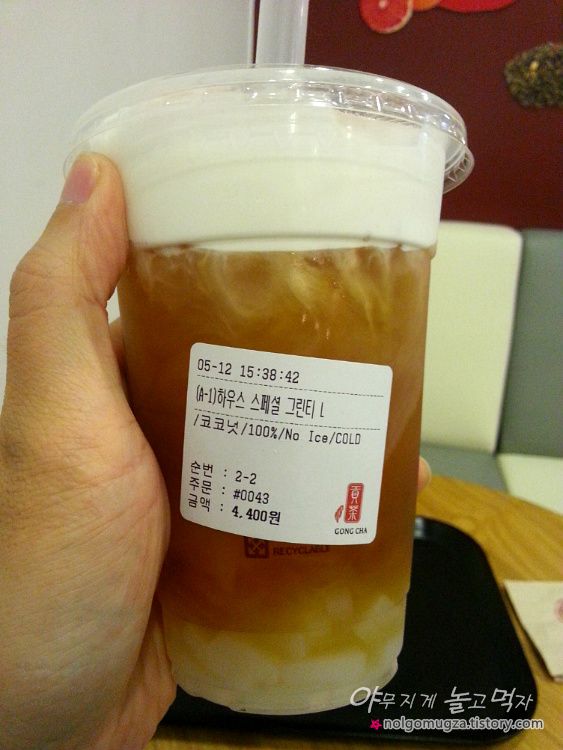 05-12 15:38:42
(A-1)하우스 스페셜 그린티 L
/코코넛/100%/No Ice/COLD
순번 : 2-2
주문 : #0043
금액 : 4,400원
貢茶
GONG CHA
RECYCLABLE
야무지게 놀고먹자
nolgomugza.tistory.com